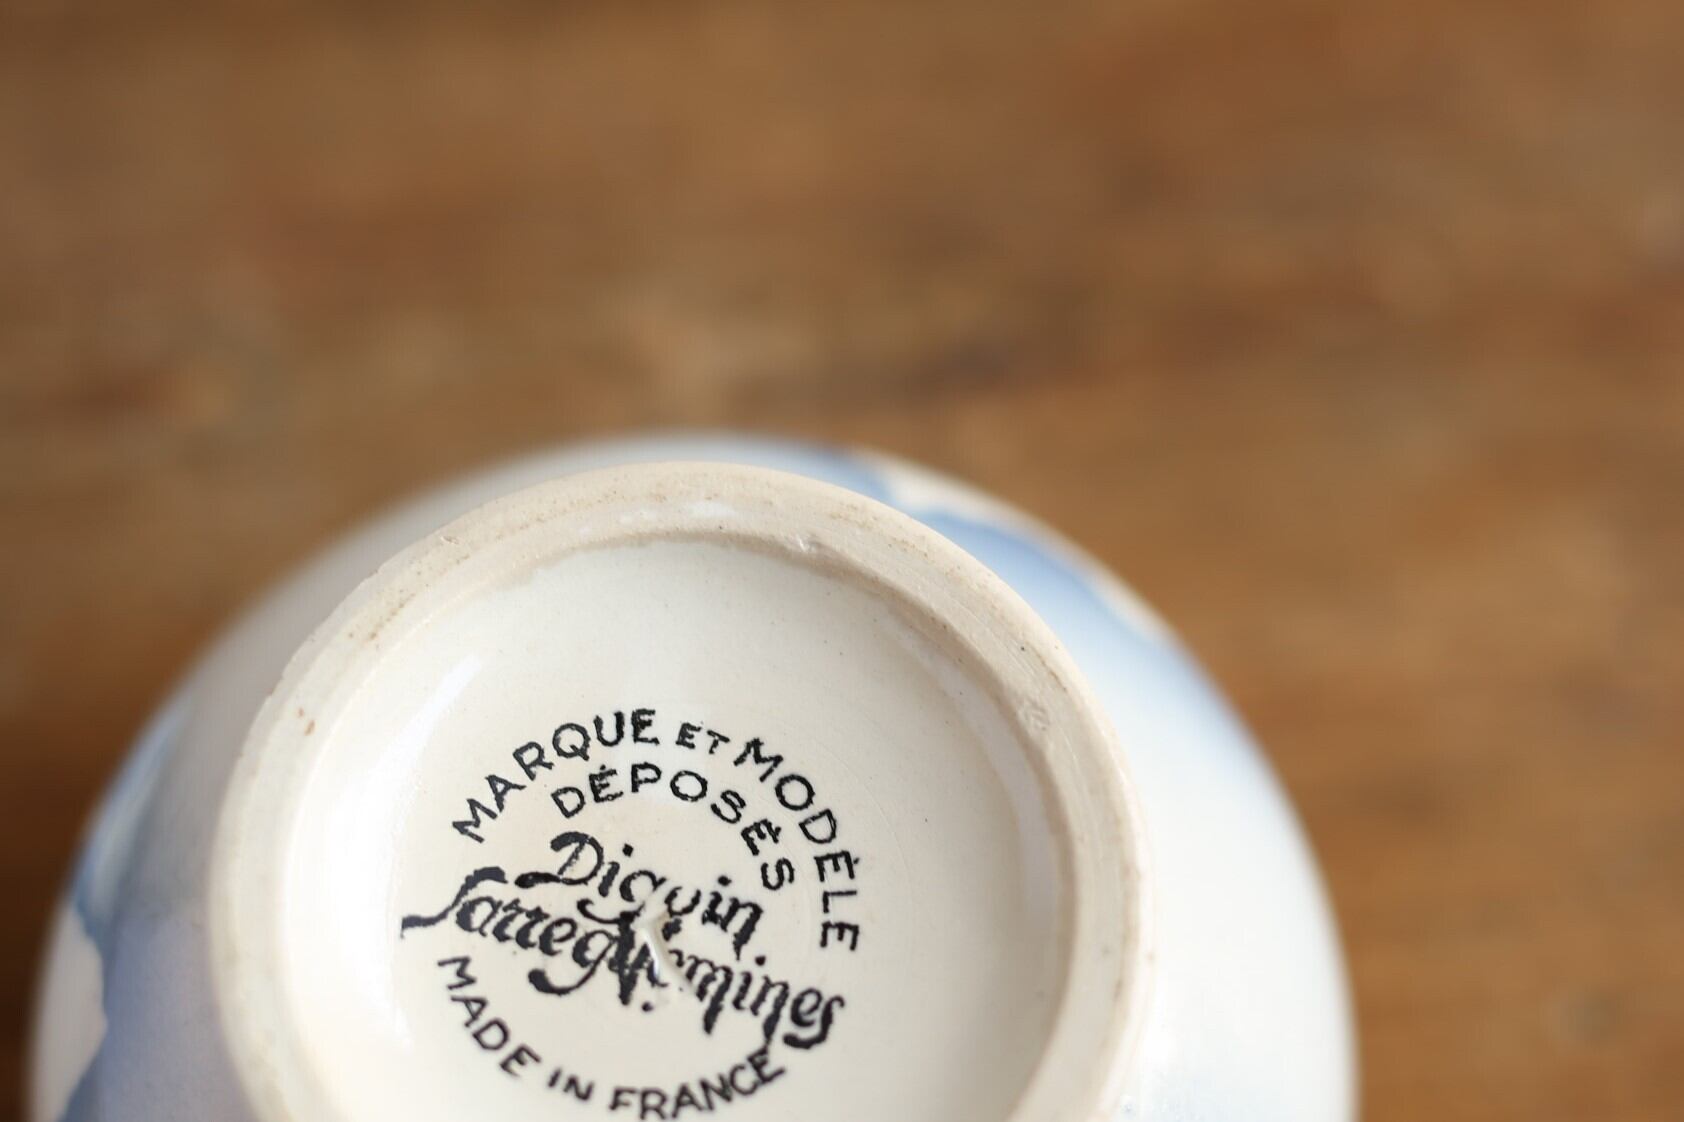 MARQUE ET MODÈLE
DÉPOSÉS
Digoin
Sarreguemines
MADE IN FRANCE